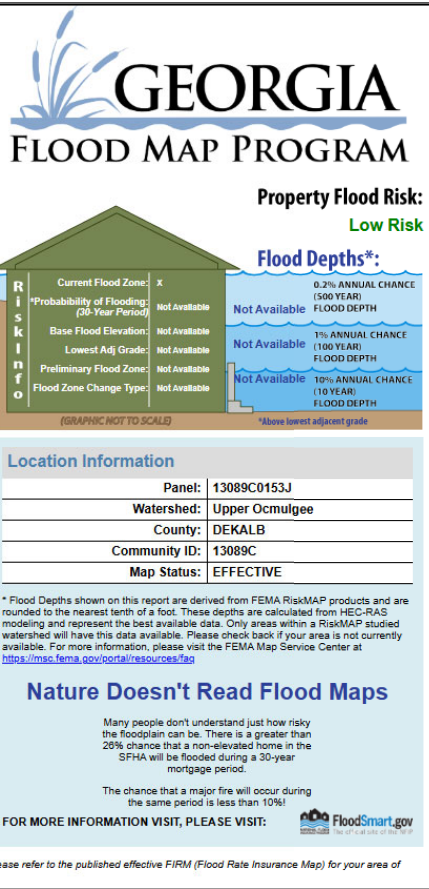 GEORGIA
FLOOD MAP PROGRAM
Property Flood Risk:
Low Risk
Flood Depths*:
Risk Info
Current Flood Zone: X
*Probabability of Flooding: Not Available
(30-Year Period)
Base Flood Elevation: Not Available
Lowest Adj Grade: Not Available
Preliminary Flood Zone: Not Available
Flood Zone Change Type: Not Available
0.2% ANNUAL CHANCE
(500 YEAR)
Not Available FLOOD DEPTH
1% ANNUAL CHANCE
Not Available (100 YEAR)
FLOOD DEPTH
Not Available 10% ANNUAL CHANCE
(10 YEAR)
FLOOD DEPTH
(GRAPHIC NOT TO SCALE)
*Above lowest adjacent grade
Location Information
Panel: 13089C0153J
Watershed: Upper Ocmulgee
County: DEKALB
Community ID: 13089C
Map Status: EFFECTIVE
* Flood Depths shown on this report are derived from FEMA RiskMAP products and are
rounded to the nearest tenth of a foot. These depths are calculated from HEC-RAS
modeling and represent the best available data. Only areas within a RiskMAP studied
watershed will have this data available. Please check back if your area is not currently
available. For more information, please visit the FEMA Map Service Center at
https://msc.fema.gov/portal/resources/faq
Nature Doesn't Read Flood Maps
Many people don't understand just how risky
the floodplain can be. There is a greater than
26% chance that a non-elevated home in the
SFHA will be flooded during a 30-year
mortgage period.
The chance that a major fire will occur during
the same period is less than 10%!
FOR MORE INFORMATION VISIT, PLEASE VISIT:
FloodSmart.gov
The official site of the NFIP
ease refer to the published effective FIRM (Flood Rate Insurance Map) for your area of